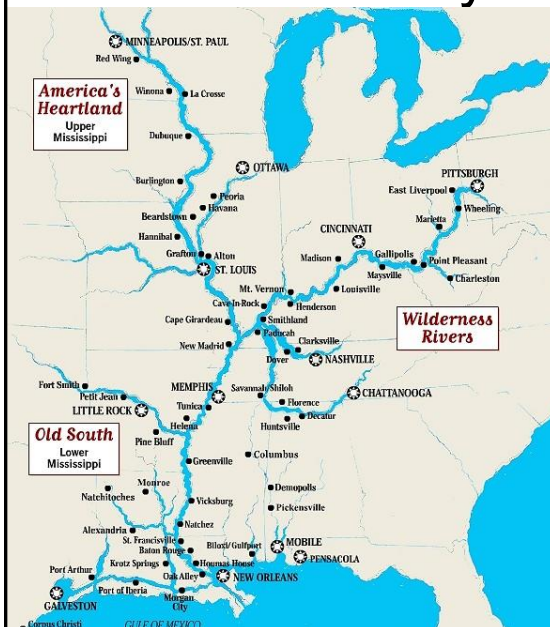 MINNEAPOLIS/ST. PAUL
Red Wing
America's
Heartland
Upper
Mississippi
Winona
La Crosse
Dubuque
OTTAWA
PITTSBURGH
East Liverpool
Burlington
Peoria
Havana
Wheeling
Beardstown
Marietta
CINCINNATI
Hannibal
Grafton
Alton
Madison
Gallipolis
Point Pleasant
ST. LOUIS
Maysville
Charleston
Mt. Vernon
Louisville
Cave-In-Rock
Henderson
Cape Girardeau
Smithland
Wilderness
Rivers
Paducah
New Madrid
Clarksville
Dover
NASHVILLE
Fort Smith
MEMPHIS
Savannah/Shiloh
CHATTANOOGA
Petit Jean
Tunica
Florence
LITTLE ROCK
Decatur
Helena
Huntsville
Old South
Lower
Mississippi
Pine Bluff
Greenville
Columbus
Monroe
Demopolis
Natchitoches
Vicksburg
Pickensville
Natchez
Alexandria
St. Francisville
MOBILE
Baton Rouge
Biloxi/Gulfport
PENSACOLA
Krotz Springs
Houmas House
Port Arthur
Oak Alley
NEW ORLEANS
Port of Iberia
Morgan
City
GALVESTON
Corpus Christi
GULF OF MEXICO